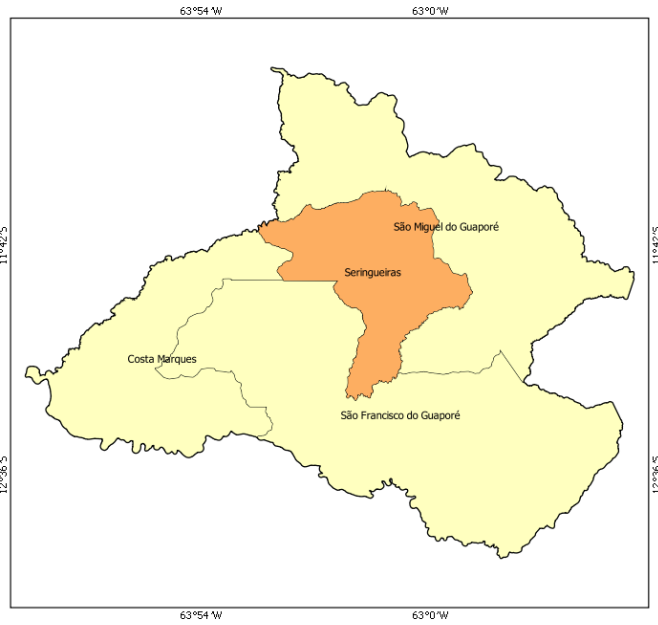 63°54 'W 63°0 'W
São Miguel do Guaporé
11°42'S 11°42'S
Seringueiras
Costa Marques
São Francisco do Guaporé
12°36'S 12°36'S
63°54 'W 63°0 'W